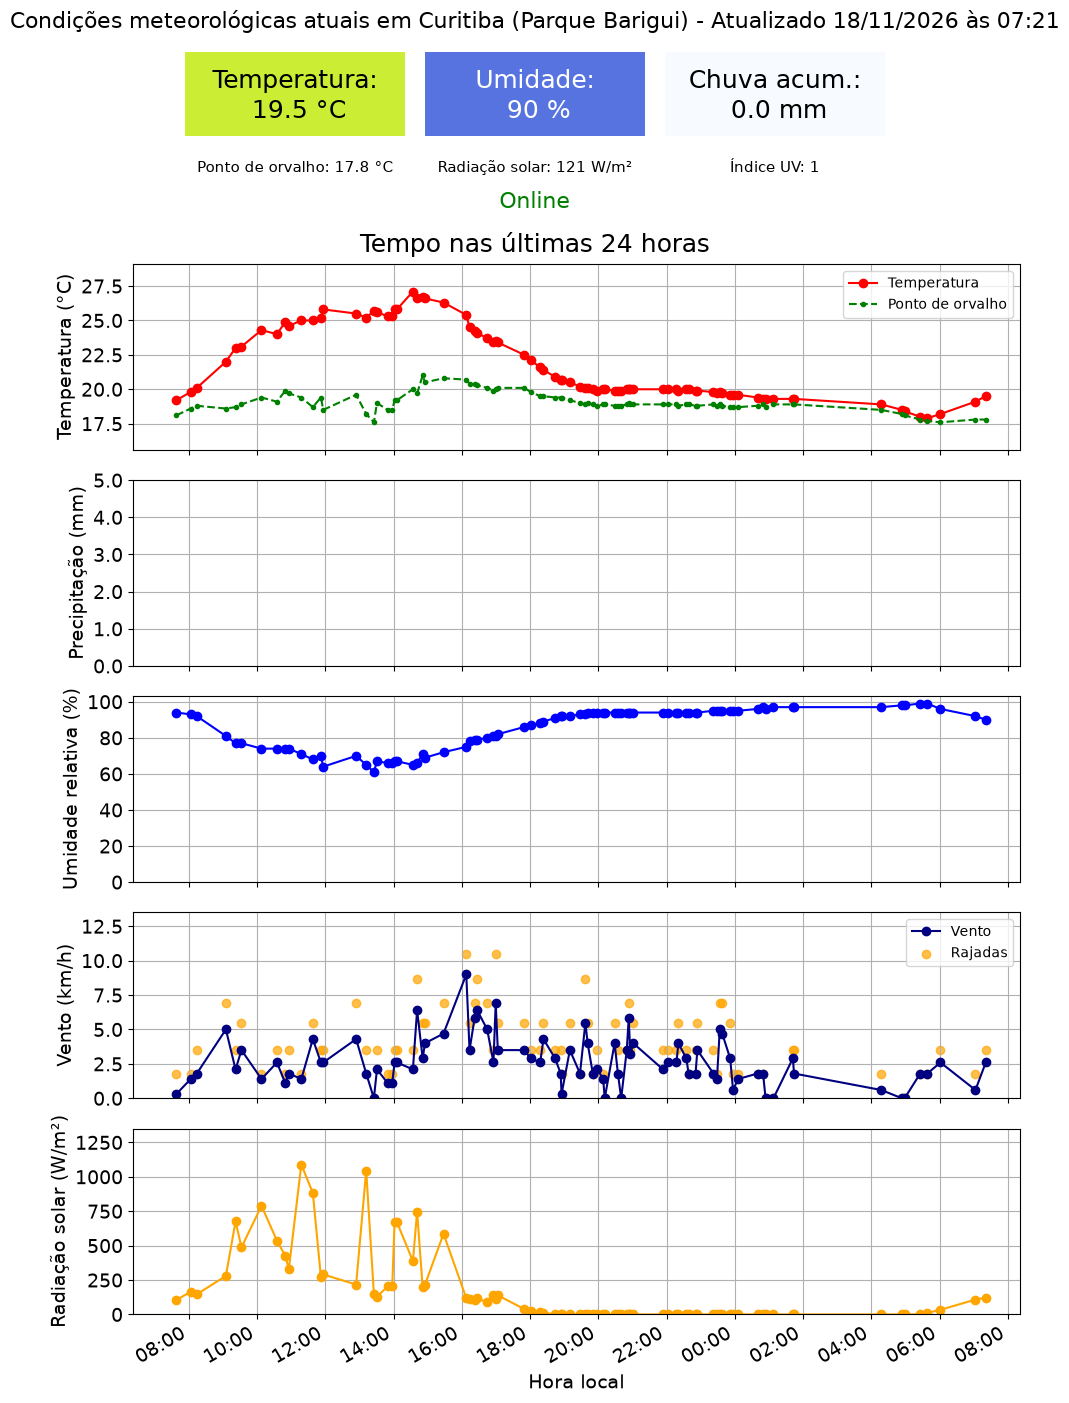 Condições meteorológicas atuais em Curitiba (Parque Barigui) - Atualizado 18/11/2026 às 07:21
Temperatura:
19.5 °C
Umidade:
90 %
Chuva acum.:
0.0 mm
Ponto de orvalho: 17.8 °C
Radiação solar: 121 W/m²
Índice UV: 1
Online
Tempo nas últimas 24 horas
Temperatura (°C)
27.5
25.0
22.5
20.0
17.5
Temperatura
Ponto de orvalho
Precipitação (mm)
5.0
4.0
3.0
2.0
1.0
0.0
Umidade relativa (%)
100
80
60
40
20
0
Vento (km/h)
12.5
10.0
7.5
5.0
2.5
0.0
Vento
Rajadas
Radiação solar (W/m²)
1250
1000
750
500
250
0
08:00
10:00
12:00
14:00
16:00
18:00
20:00
22:00
00:00
02:00
04:00
06:00
08:00
Hora local